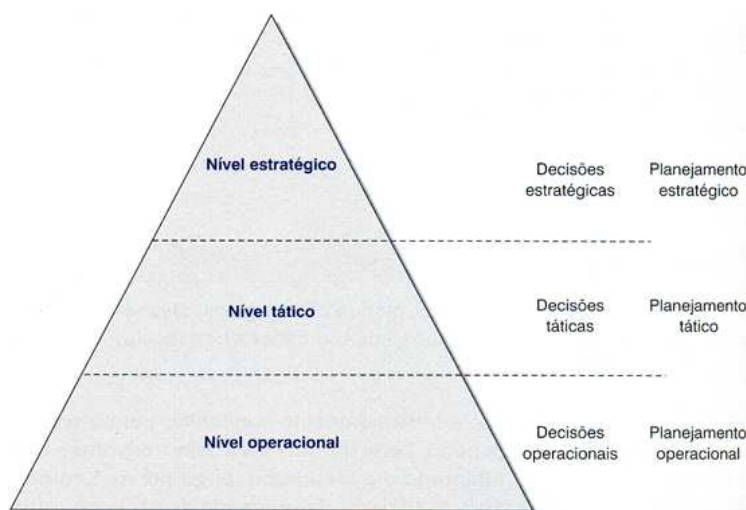 Nível estratégico
Decisões
estratégicas
Planejamento
estratégico
Nível tático
Decisões
táticas
Planejamento
tático
Nível operacional
Decisões
operacionais
Planejamento
operacional